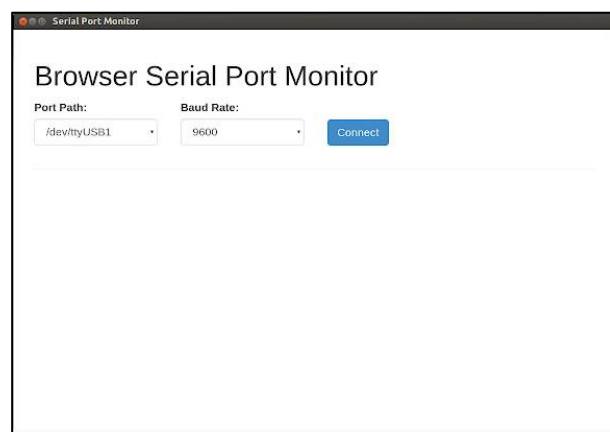 Serial Port Monitor
Browser Serial Port Monitor
Port Path: Baud Rate:
/dev/ttyUSB1 9600 Connect